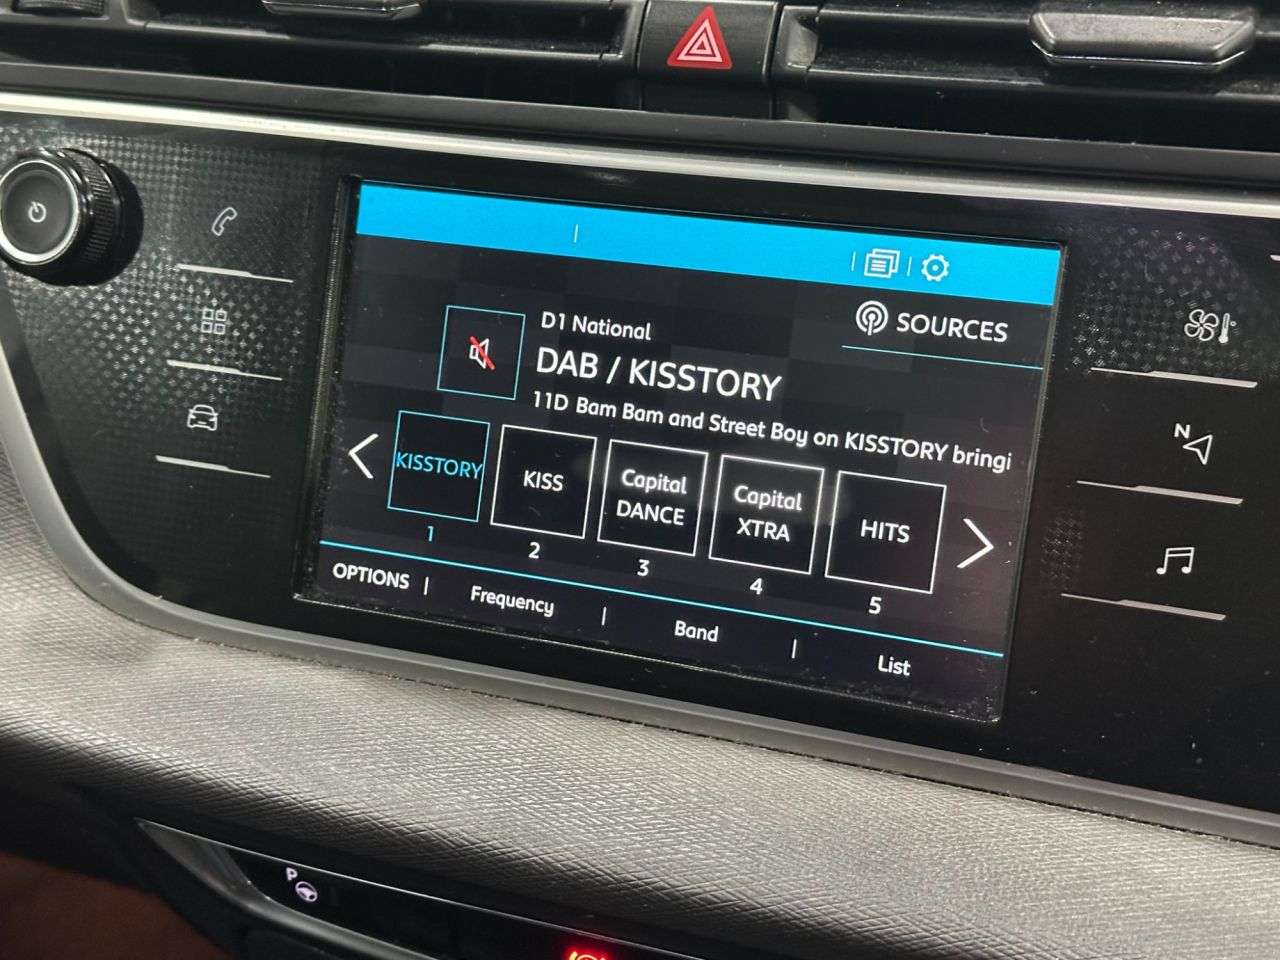 SOURCES
D1 National
DAB / KISSTORY
11D Bam Bam and Street Boy on KISSTORY bringi
KISSTORY
KISS
Capital
DANCE
Capital
XTRA
HITS
1
2
3
4
5
OPTIONS
Frequency
Band
List
N
P